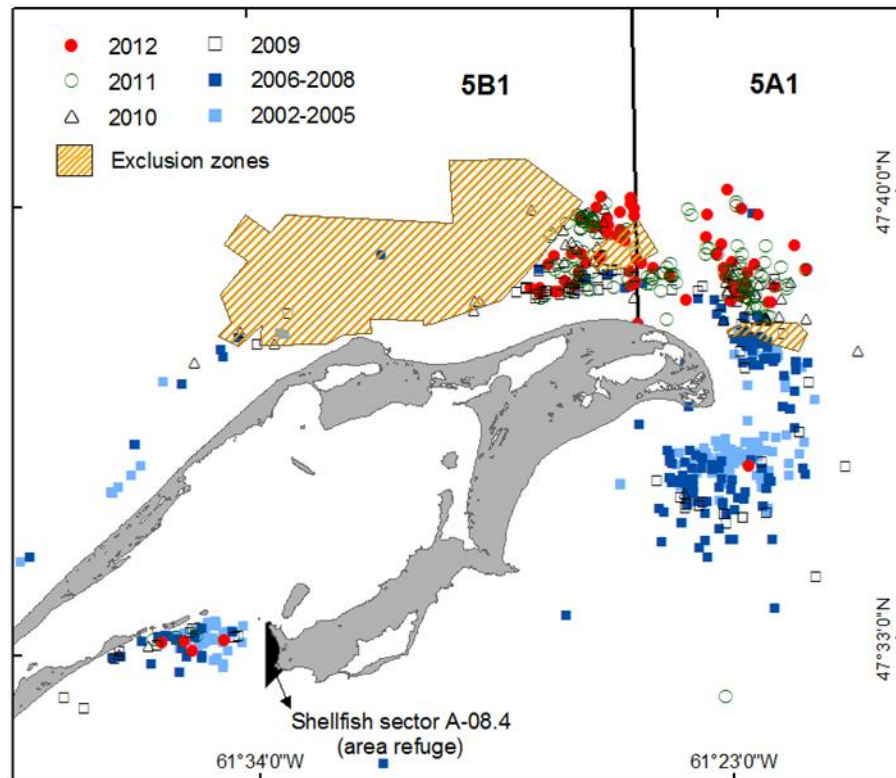 2012
2009
2011
2006-2008
2010
2002-2005
Exclusion zones
5B1
5A1
47°40'0"N
47°33'0"N
Shellfish sector A-08.4
(area refuge)
61°34'0"W
61°23'0"W